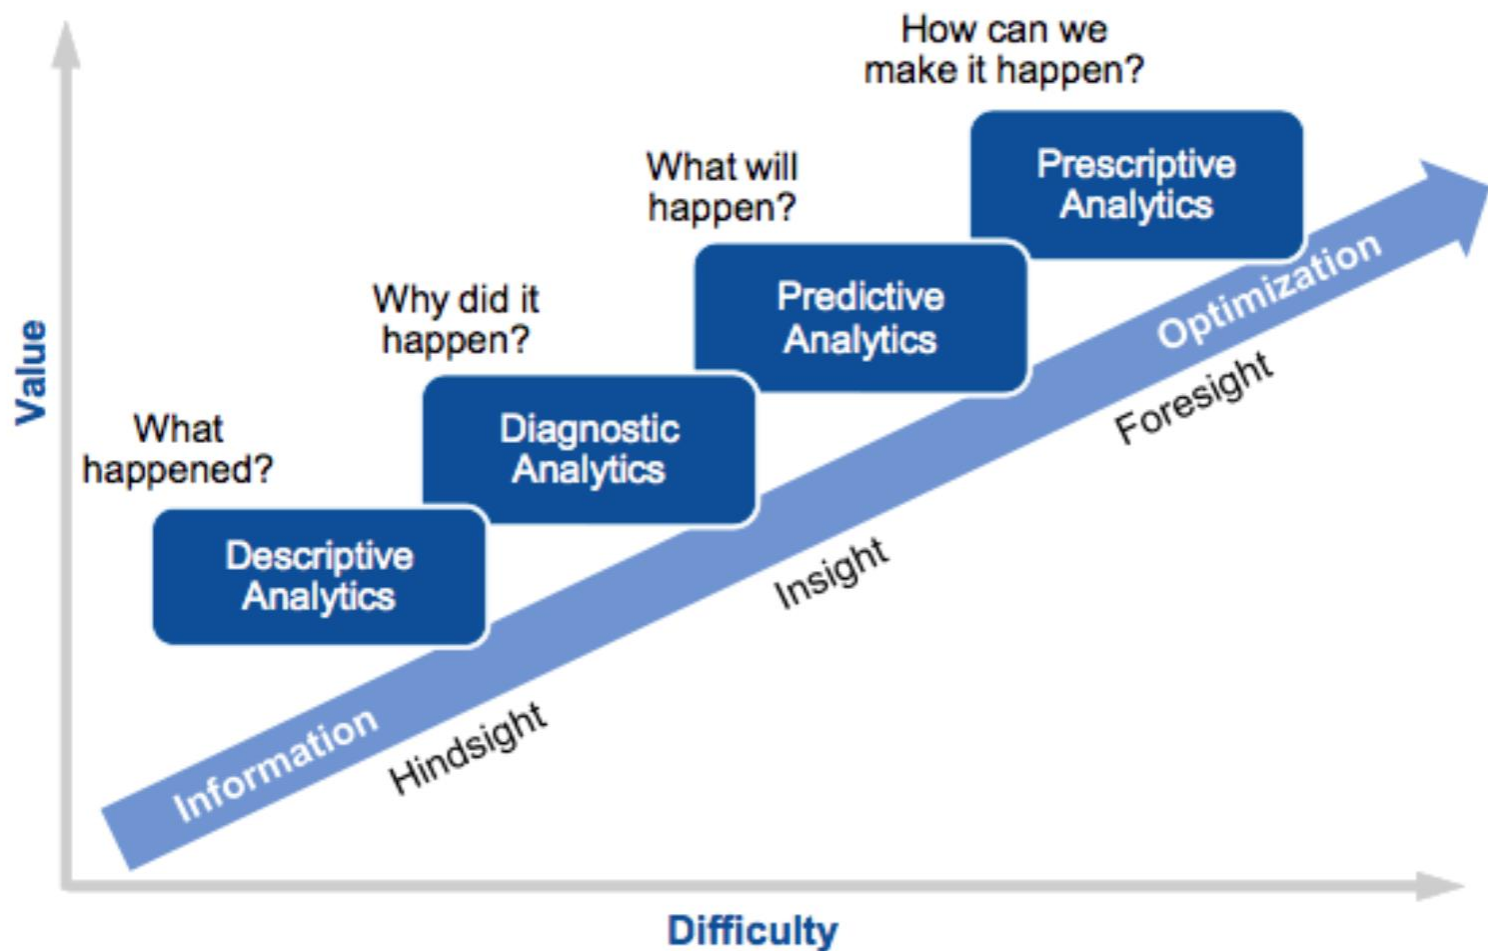 How can we
make it happen?
Prescriptive
Analytics
What will
happen?
Predictive
Analytics
Why did it
happen?
Diagnostic
Analytics
What
happened?
Descriptive
Analytics
Value
Information
Optimization
Hindsight
Insight
Foresight
Difficulty